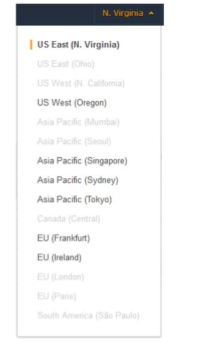 N. Virginia
US East (N. Virginia)
US East (Ohio)
US West (N. California)
US West (Oregon)
Asia Pacific (Mumbai)
Asia Pacific (Seoul)
Asia Pacific (Singapore)
Asia Pacific (Sydney)
Asia Pacific (Tokyo)
Canada (Central)
EU (Frankfurt)
EU (Ireland)
EU (London)
EU (Paris)
South America (São Paulo)